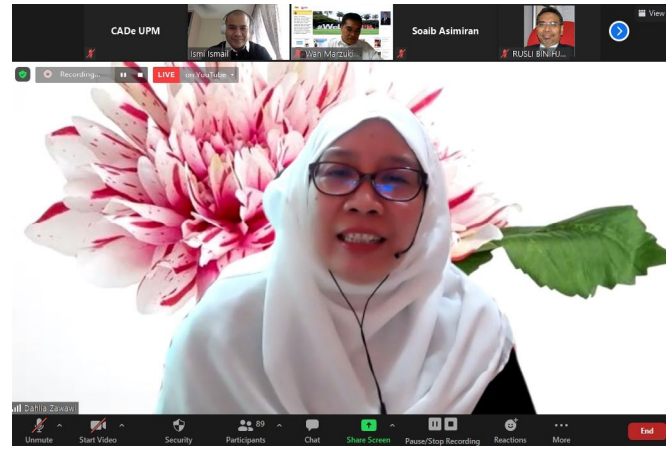 View
CADe UPM
Ismi Ismail
Wan Marzuki...
Soaib Asimiran
RUSLI BIN HJ...
Recording...
LIVE on YouTube
Dahlia Zawawi
Unmute
Start Video
Security
89
Participants
Chat
Share Screen
Pause/Stop Recording
Reactions
More
End